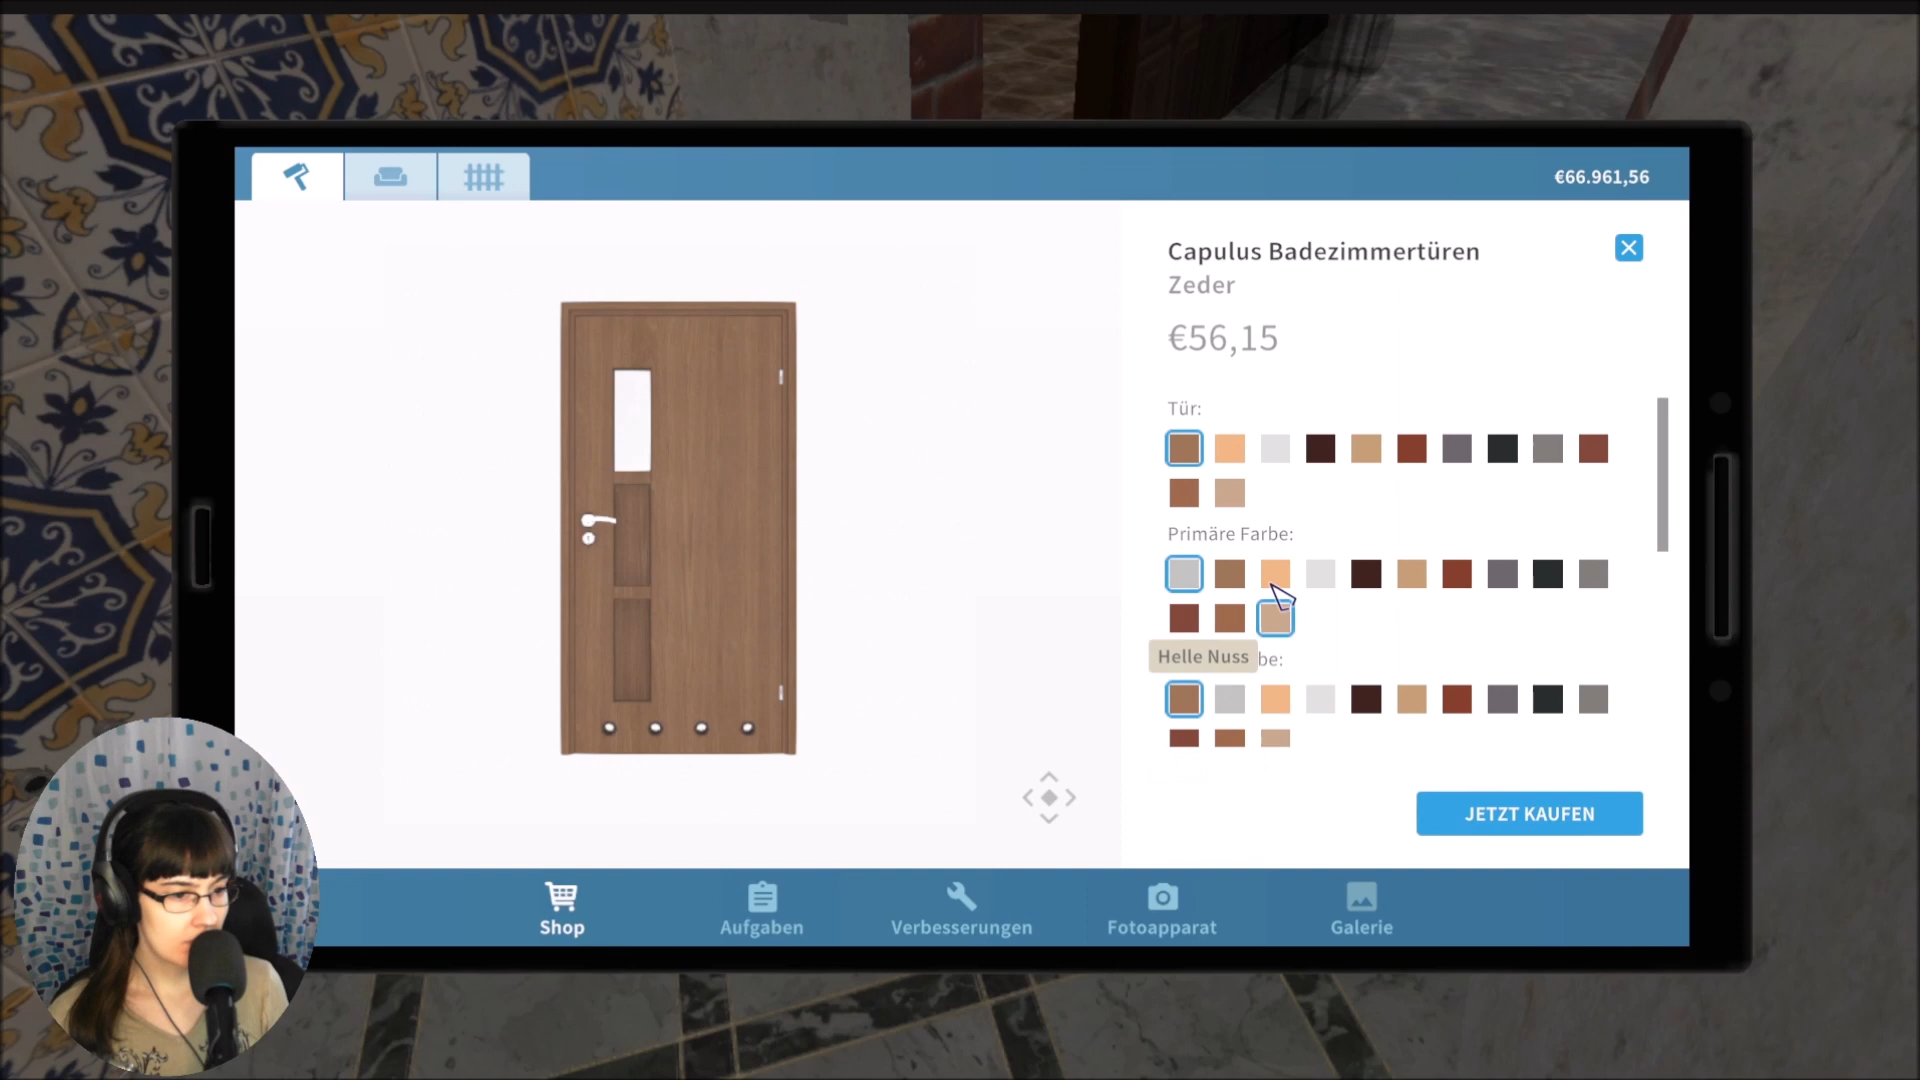 €66.961,56
Capulus Badezimmertüren
Zeder
€56,15
Tür:
Primäre Farbe:
Helle Nuss
be:
JETZT KAUFEN
Shop
Aufgaben
Verbesserungen
Fotoapparat
Galerie